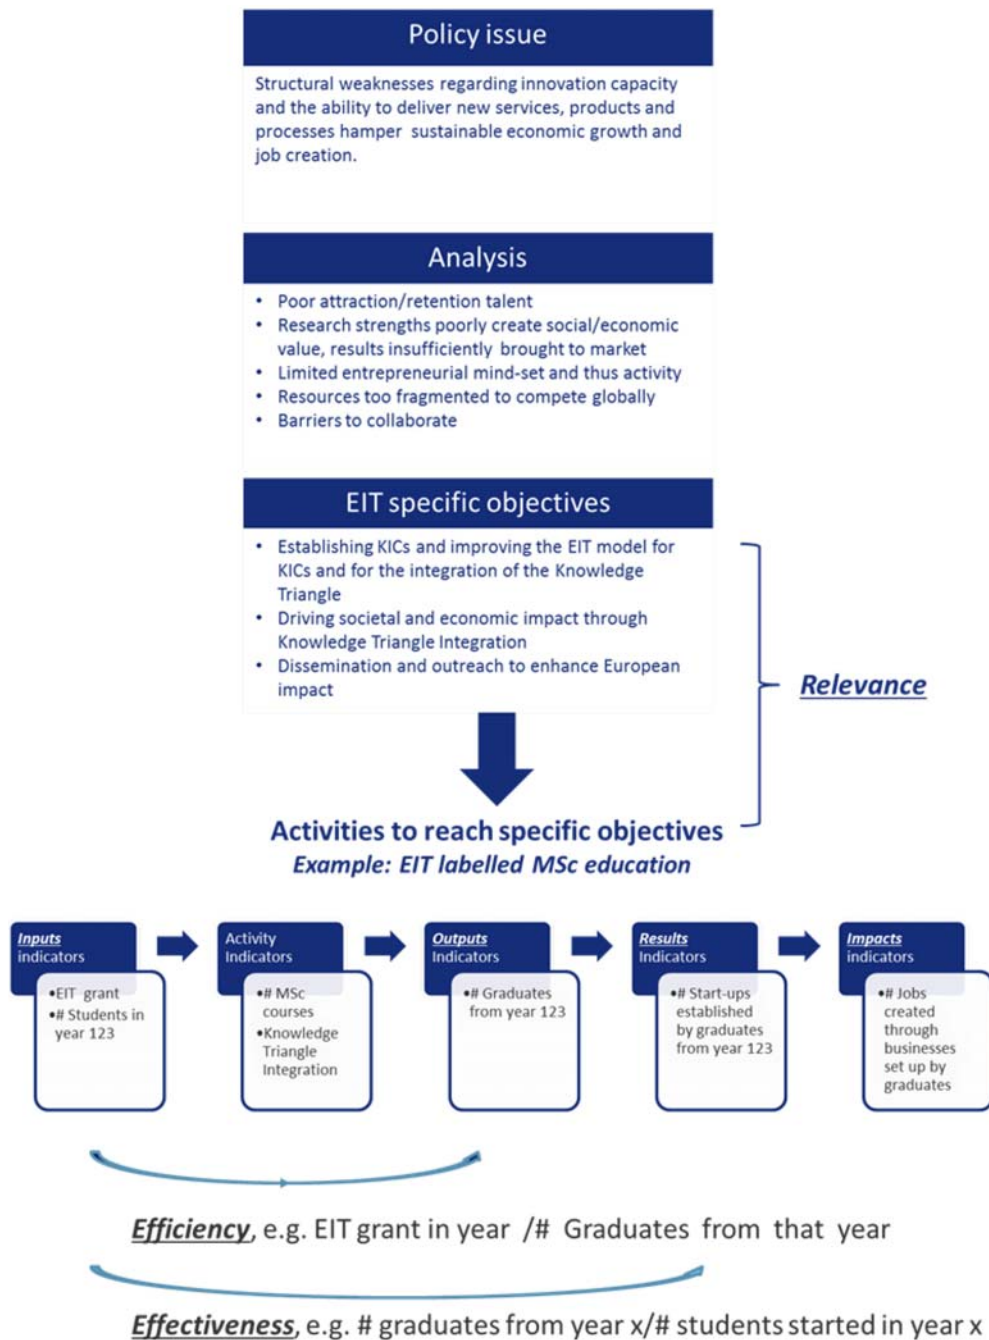 Policy issue
Structural weaknesses regarding innovation capacity
and the ability to deliver new services, products and
processes hamper sustainable economic growth and
job creation.
Analysis
• Poor attraction/retention talent
• Research strengths poorly create social/economic
value, results insufficiently brought to market
• Limited entrepreneurial mind-set and thus activity
• Resources too fragmented to compete globally
• Barriers to collaborate
EIT specific objectives
• Establishing KICs and improving the EIT model for
KICs and for the integration of the Knowledge
Triangle
• Driving societal and economic impact through
Knowledge Triangle Integration
• Dissemination and outreach to enhance European
impact
Relevance
Activities to reach specific objectives
Example: EIT labelled MSc education
Inputs
indicators
•EIT grant
•# Students in
year 123
Activity
Indicators
•# MSc
courses
•Knowledge
Triangle
Integration
Outputs
Indicators
•# Graduates
from year 123
Results
Indicators
•# Start-ups
established
by graduates
from year 123
Impacts
indicators
•# Jobs
created
through
businesses
set up by
graduates
Efficiency, e.g. EIT grant in year /# Graduates from that year
Effectiveness, e.g. # graduates from year x/# students started in year x